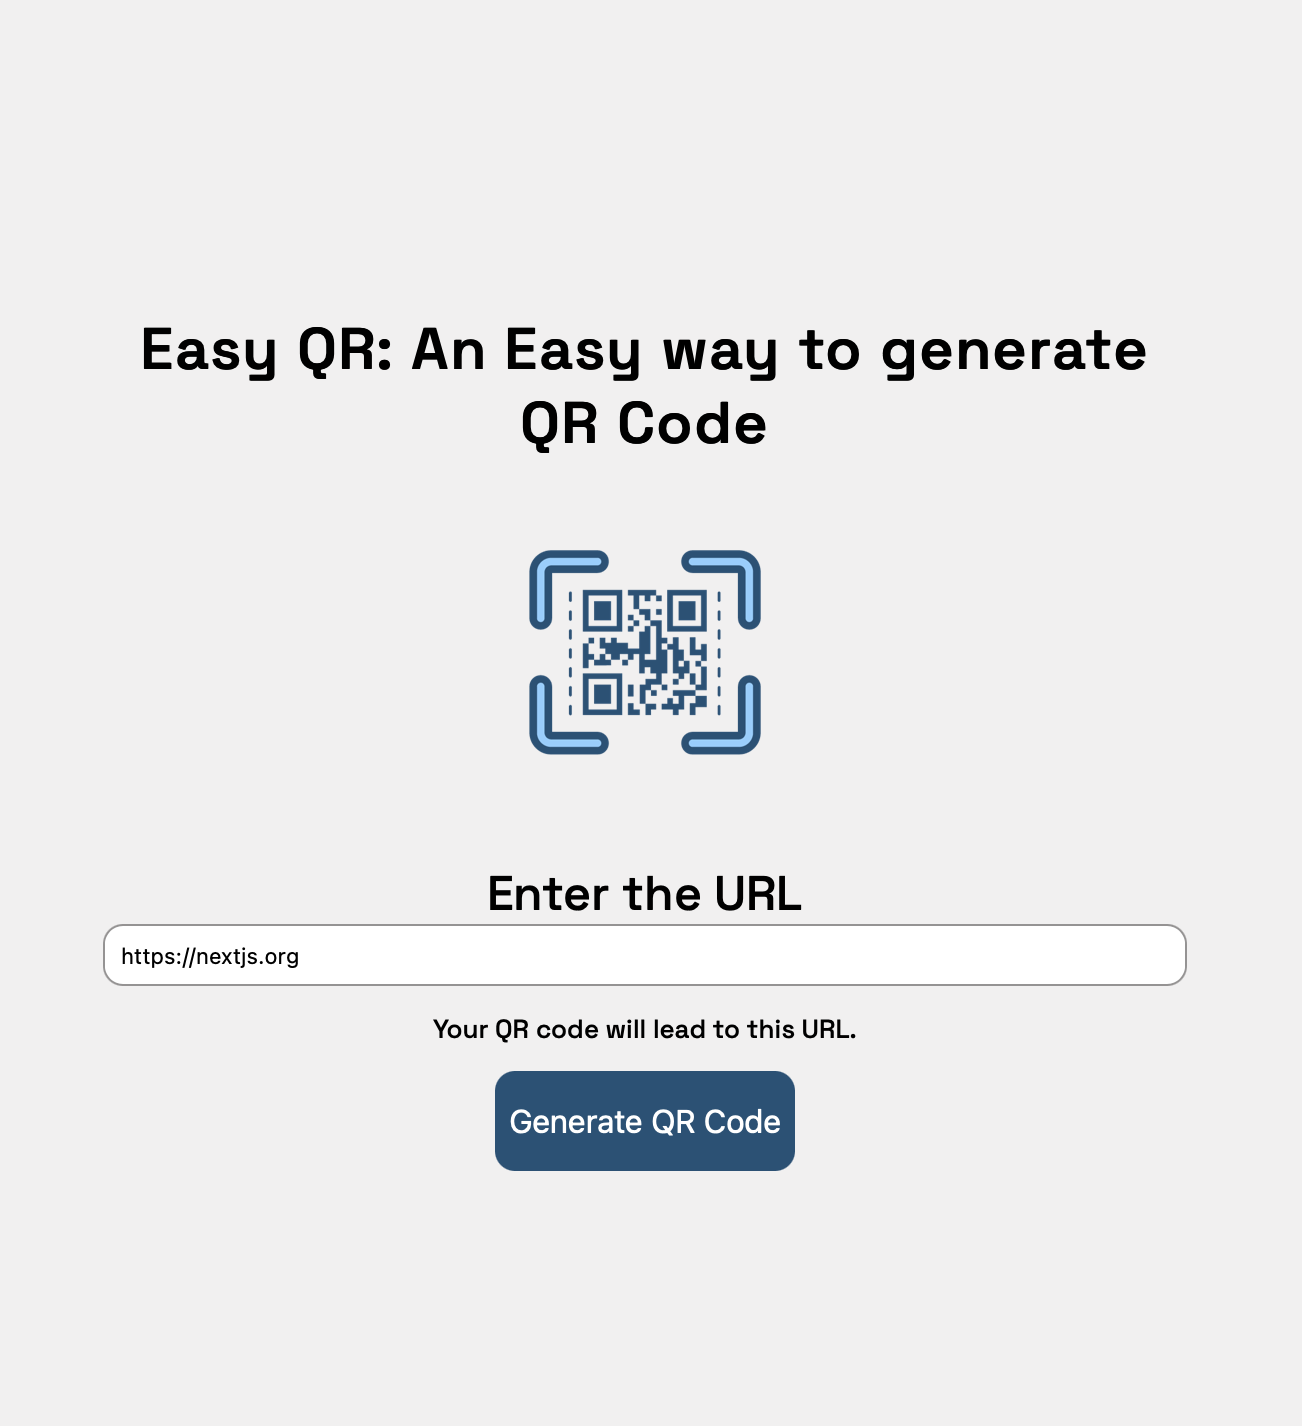 Easy QR: An Easy way to generate
QR Code
Enter the URL
https://nextjs.org
Your QR code will lead to this URL.
Generate QR Code